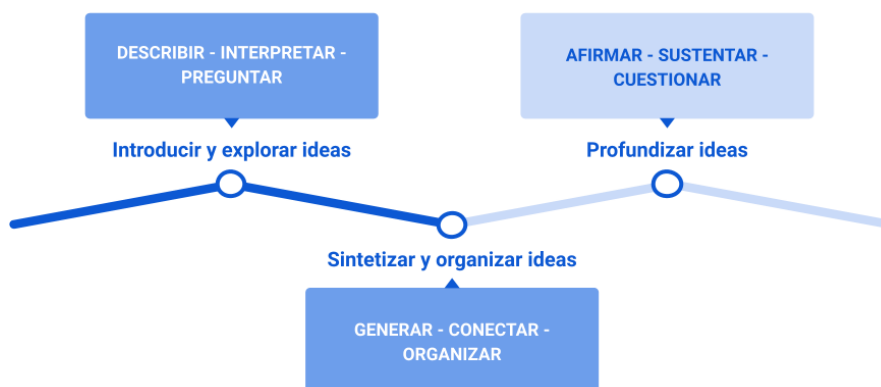 DESCRIBIR - INTERPRETAR -
PREGUNTAR
Introducir y explorar ideas
AFIRMAR - SUSTENTAR -
CUESTIONAR
Profundizar ideas
Sintetizar y organizar ideas
GENERAR - CONECTAR -
ORGANIZAR